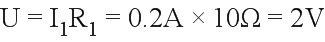 U = I₁R₁ = 0.2A × 10Ω = 2V